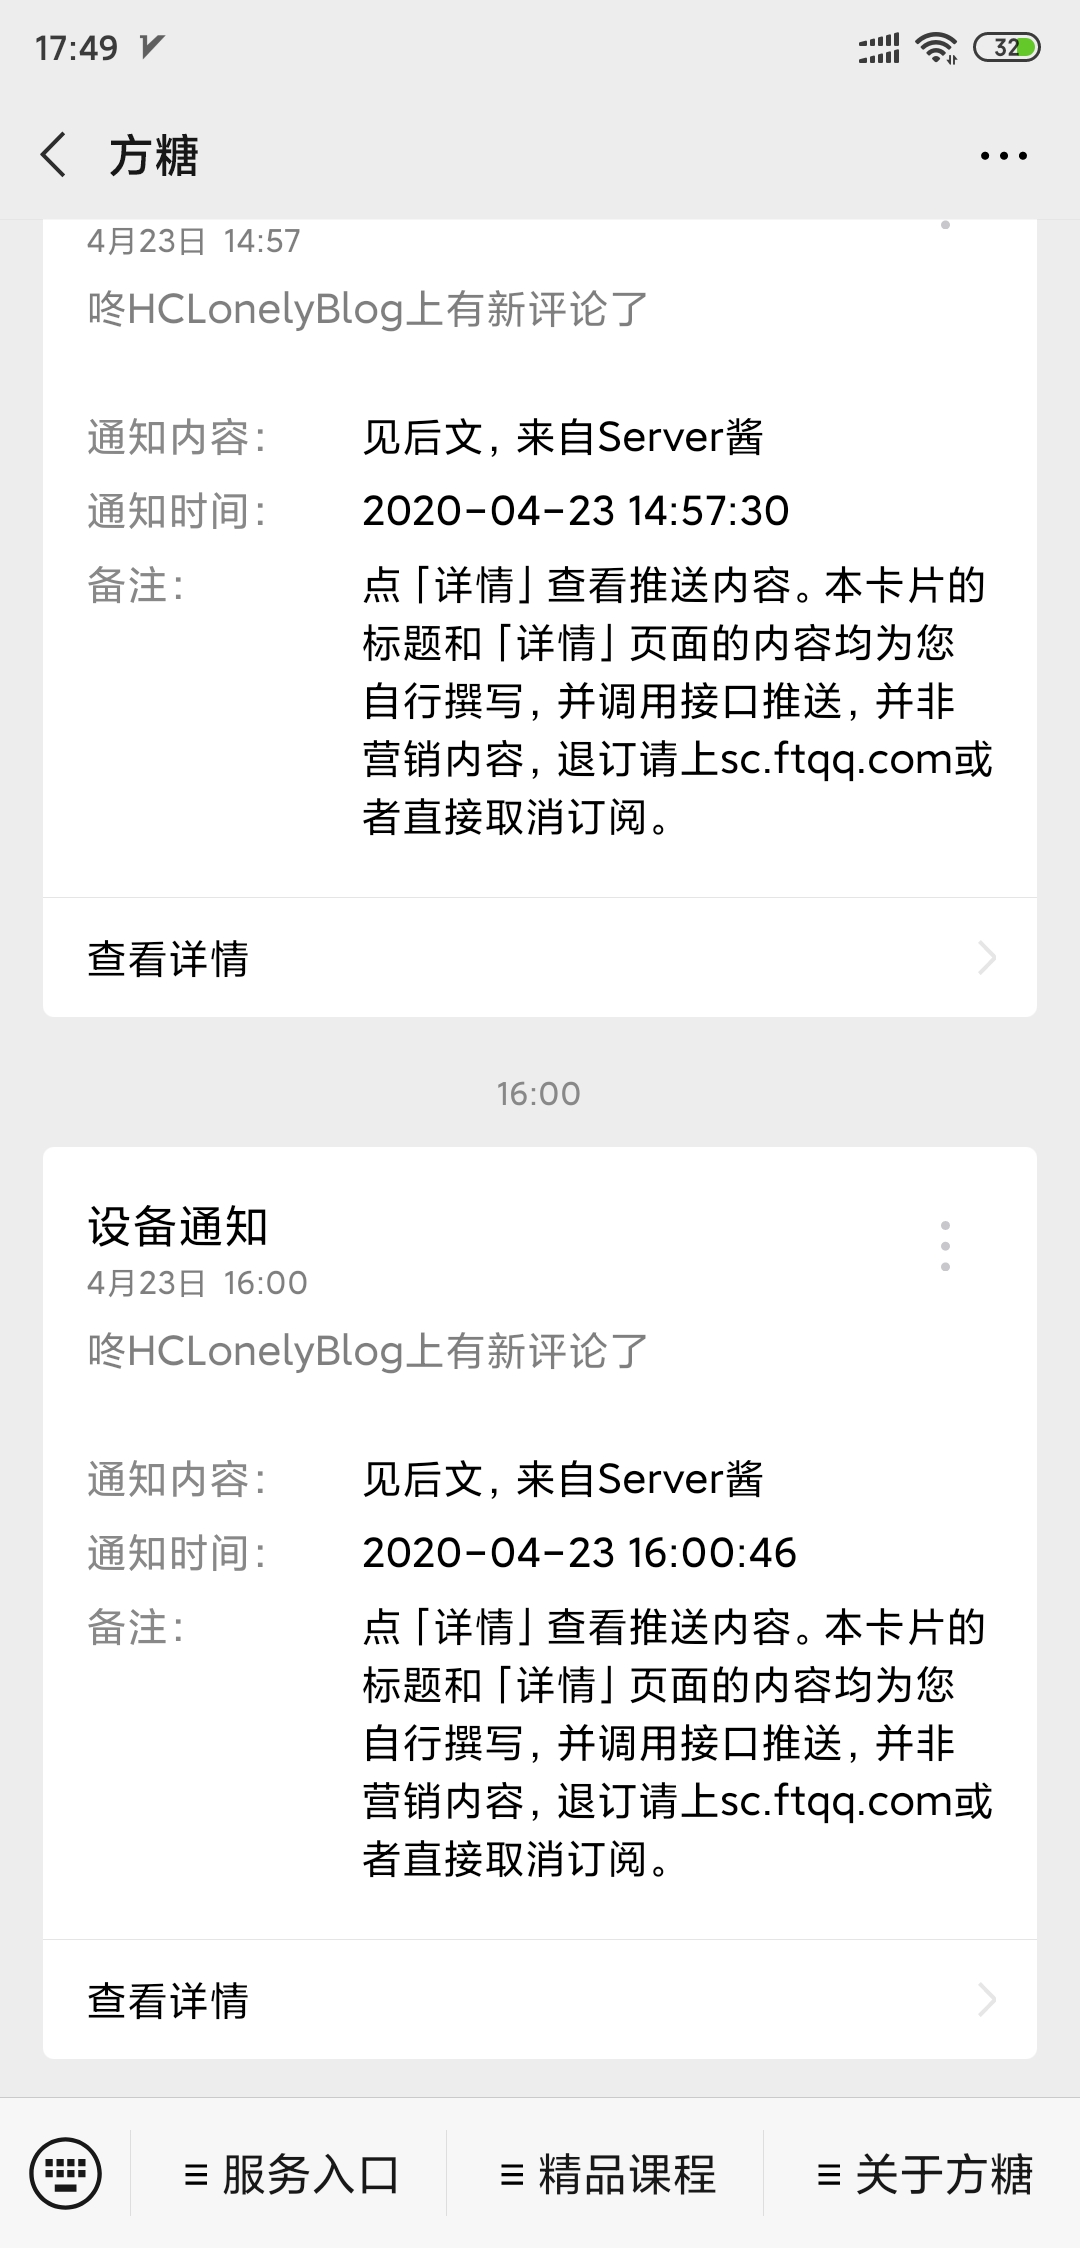 17:49
32
方糖
4月23日 14:57
咚HCLonelyBlog上有新评论了
通知内容： 见后文，来自Server酱
通知时间： 2020-04-23 14:57:30
备注： 点「详情」查看推送内容。本卡片的
标题和「详情」页面的内容均为您
自行撰写，并调用接口推送，并非
营销内容，退订请上sc.ftqq.com或
者直接取消订阅。
查看详情
16:00
设备通知
4月23日 16:00
咚HCLonelyBlog上有新评论了
通知内容： 见后文，来自Server酱
通知时间： 2020-04-23 16:00:46
备注： 点「详情」查看推送内容。本卡片的
标题和「详情」页面的内容均为您
自行撰写，并调用接口推送，并非
营销内容，退订请上sc.ftqq.com或
者直接取消订阅。
查看详情
服务入口 精品课程 关于方糖